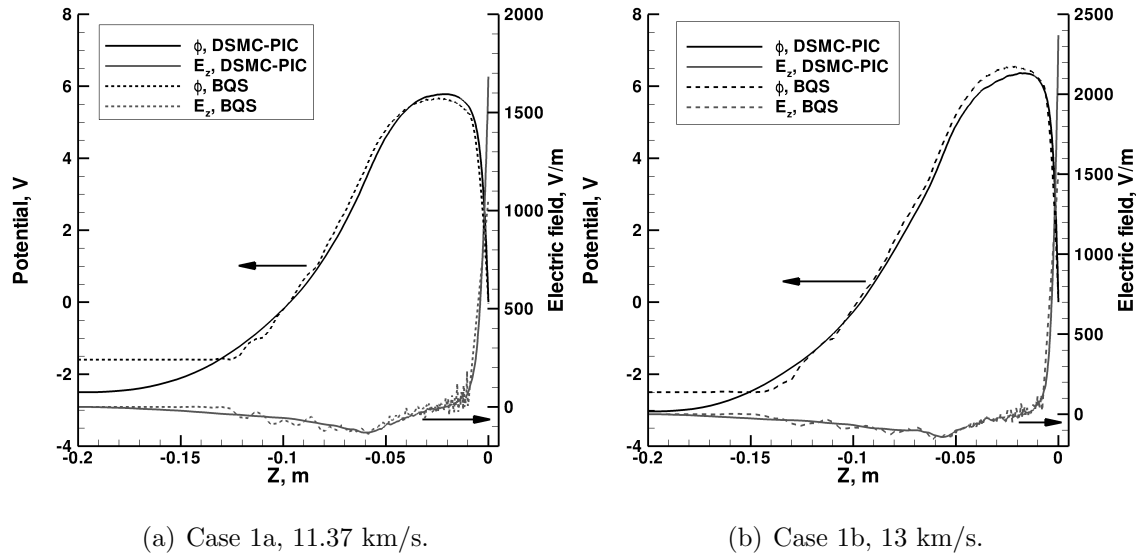 8
6
4
2
0
-2
-4
Potential, V
ϕ, DSMC-PIC
E_z, DSMC-PIC
ϕ, BQS
E_z, BQS
2000
1500
1000
500
0
Electric field, V/m
-0.2
-0.15
-0.1
-0.05
0
Z, m
(a) Case 1a, 11.37 km/s.
8
6
4
2
0
-2
-4
Potential, V
ϕ, DSMC-PIC
E_z, DSMC-PIC
ϕ, BQS
E_z, BQS
2500
2000
1500
1000
500
0
Electric field, V/m
-0.2
-0.15
-0.1
-0.05
0
Z, m
(b) Case 1b, 13 km/s.